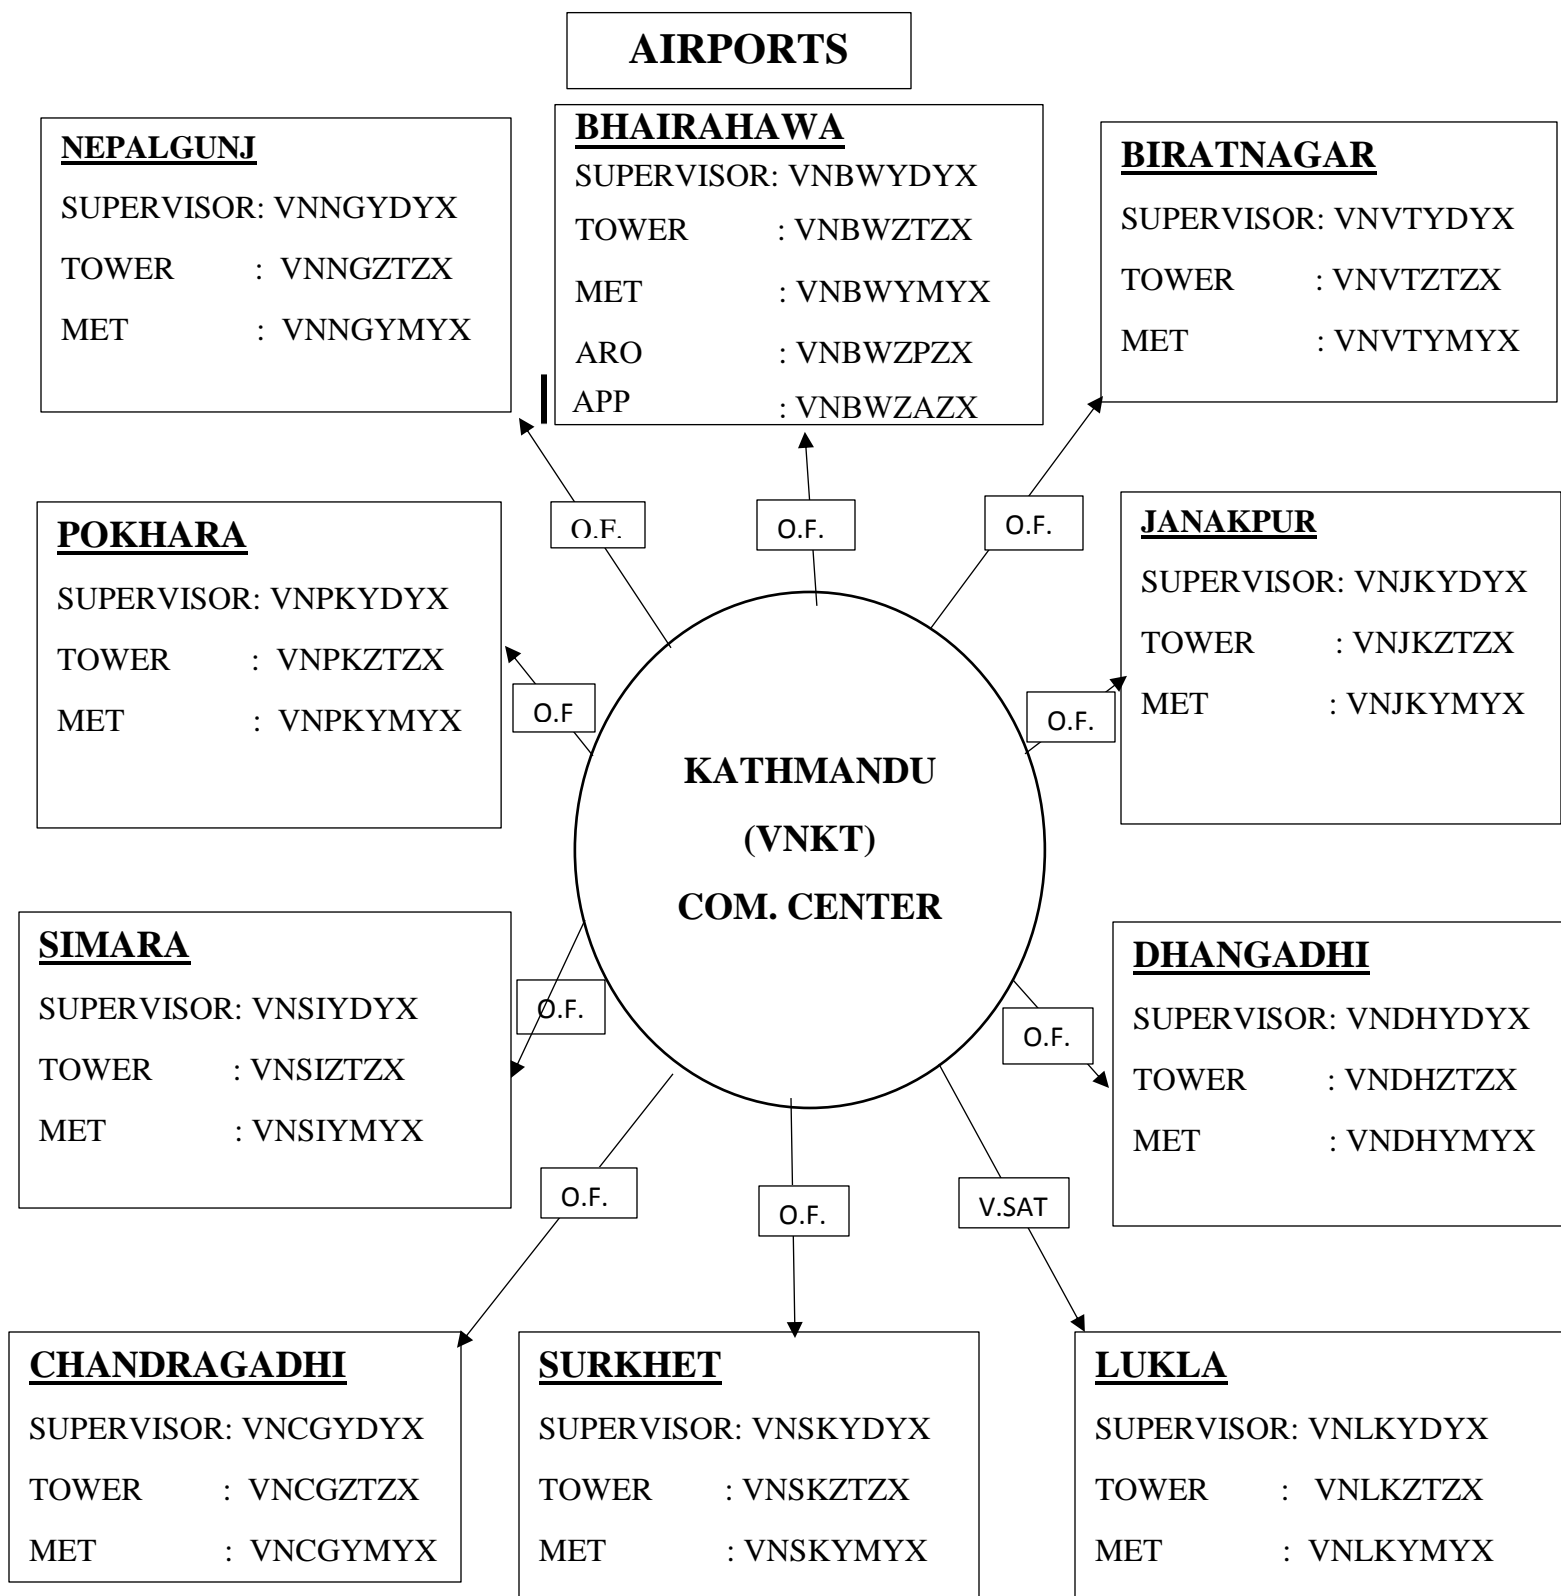 AIRPORTS
NEPALGUNJ
SUPERVISOR: VNNGYDYX
TOWER : VNNGZTZX
MET : VNNGYMYX
BHAIRAHAWA
SUPERVISOR: VNBWYDYX
TOWER : VNBWZTZX
MET : VNBWYMYX
ARO : VNBWZPZX
APP : VNBWZAZX
BIRATNAGAR
SUPERVISOR: VNVTYDYX
TOWER : VNVTZTZX
MET : VNVTYMYX
O.F.
O.F.
O.F.
POKHARA
SUPERVISOR: VNPKYDYX
TOWER : VNPKZTZX
MET : VNPKYMYX
O.F
JANAKPUR
SUPERVISOR: VNJKYDYX
TOWER : VNJKZTZX
MET : VNJKYMYX
O.F.
KATHMANDU
(VNKT)
COM. CENTER
SIMARA
SUPERVISOR: VNSIYDYX
TOWER : VNSIZTZX
MET : VNSIYMYX
O.F.
DHANGADHI
SUPERVISOR: VNDHYDYX
TOWER : VNDHZTZX
MET : VNDHYMYX
O.F.
O.F.
O.F.
V.SAT
CHANDRAGADHI
SUPERVISOR: VNCGYDYX
TOWER : VNCGZTZX
MET : VNCGYMYX
SURKHET
SUPERVISOR: VNSKYDYX
TOWER : VNSKZTZX
MET : VNSKYMYX
LUKLA
SUPERVISOR: VNLKYDYX
TOWER : VNLKZTZX
MET : VNLKYMYX